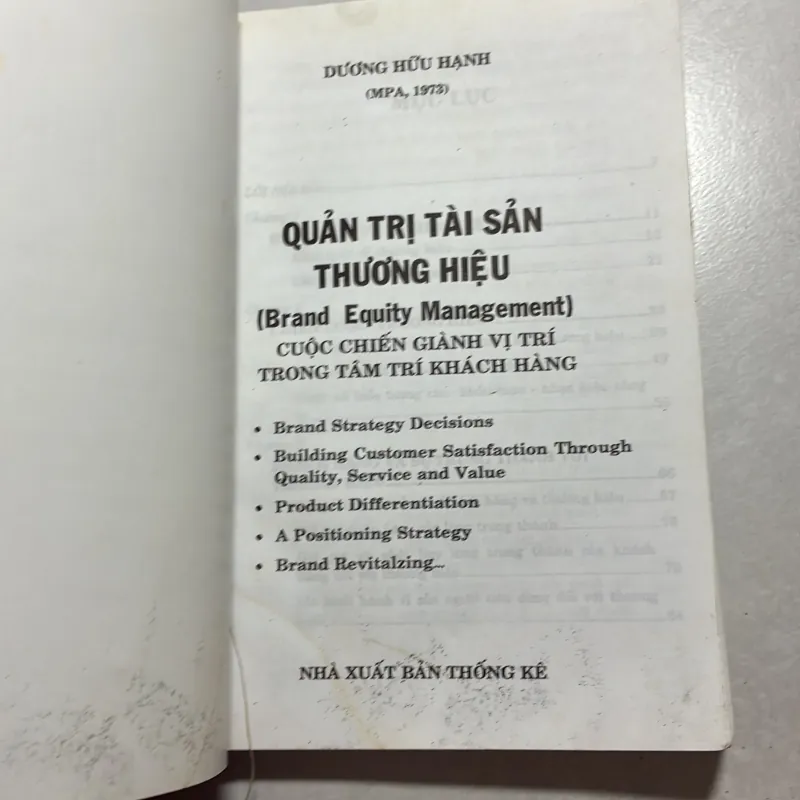 DƯƠNG HỮU HẠNH
(MPA, 1973)
MỤC LỤC
QUẢN TRỊ TÀI SẢN
THƯƠNG HIỆU
(Brand Equity Management)
CUỘC CHIẾN GIÀNH VỊ TRÍ
TRONG TÂM TRÍ KHÁCH HÀNG
• Brand Strategy Decisions
• Building Customer Satisfaction Through
Quality, Service and Value
• Product Differentiation
• A Positioning Strategy
• Brand Revitalzing...
NHÀ XUẤT BẢN THỐNG KÊ